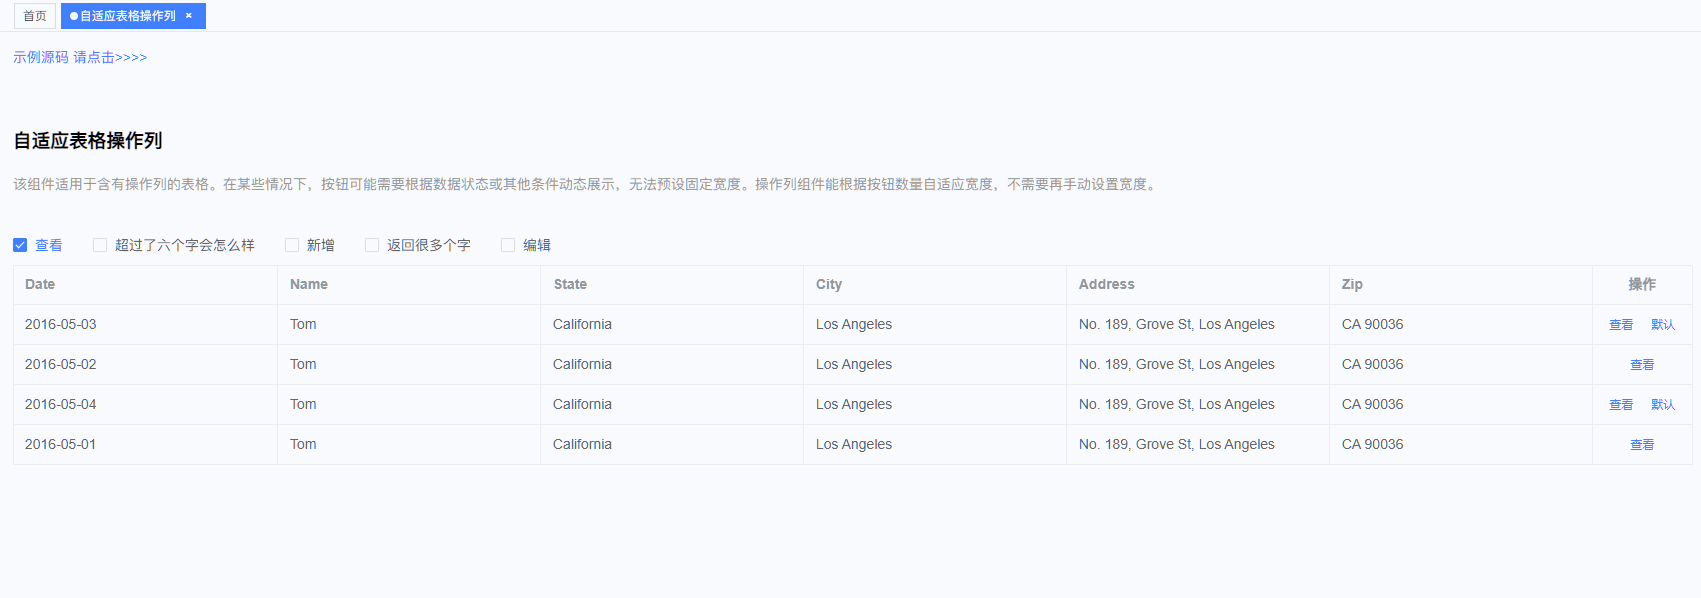 首页 自适应表格操作列 ×
示例源码 请点击>>>>
自适应表格操作列
该组件适用于含有操作列的表格。在某些情况下，按钮可能需要根据数据状态或其他条件动态展示，无法预设固定宽度。操作列组件能根据按钮数量自适应宽度，不需要再手动设置宽度。
查看 超过了六个字会怎么样 新增 返回很多个字 编辑
Date Name State City Address Zip 操作
2016-05-03 Tom California Los Angeles No. 189, Grove St, Los Angeles CA 90036 查看 默认
2016-05-02 Tom California Los Angeles No. 189, Grove St, Los Angeles CA 90036 查看
2016-05-04 Tom California Los Angeles No. 189, Grove St, Los Angeles CA 90036 查看 默认
2016-05-01 Tom California Los Angeles No. 189, Grove St, Los Angeles CA 90036 查看